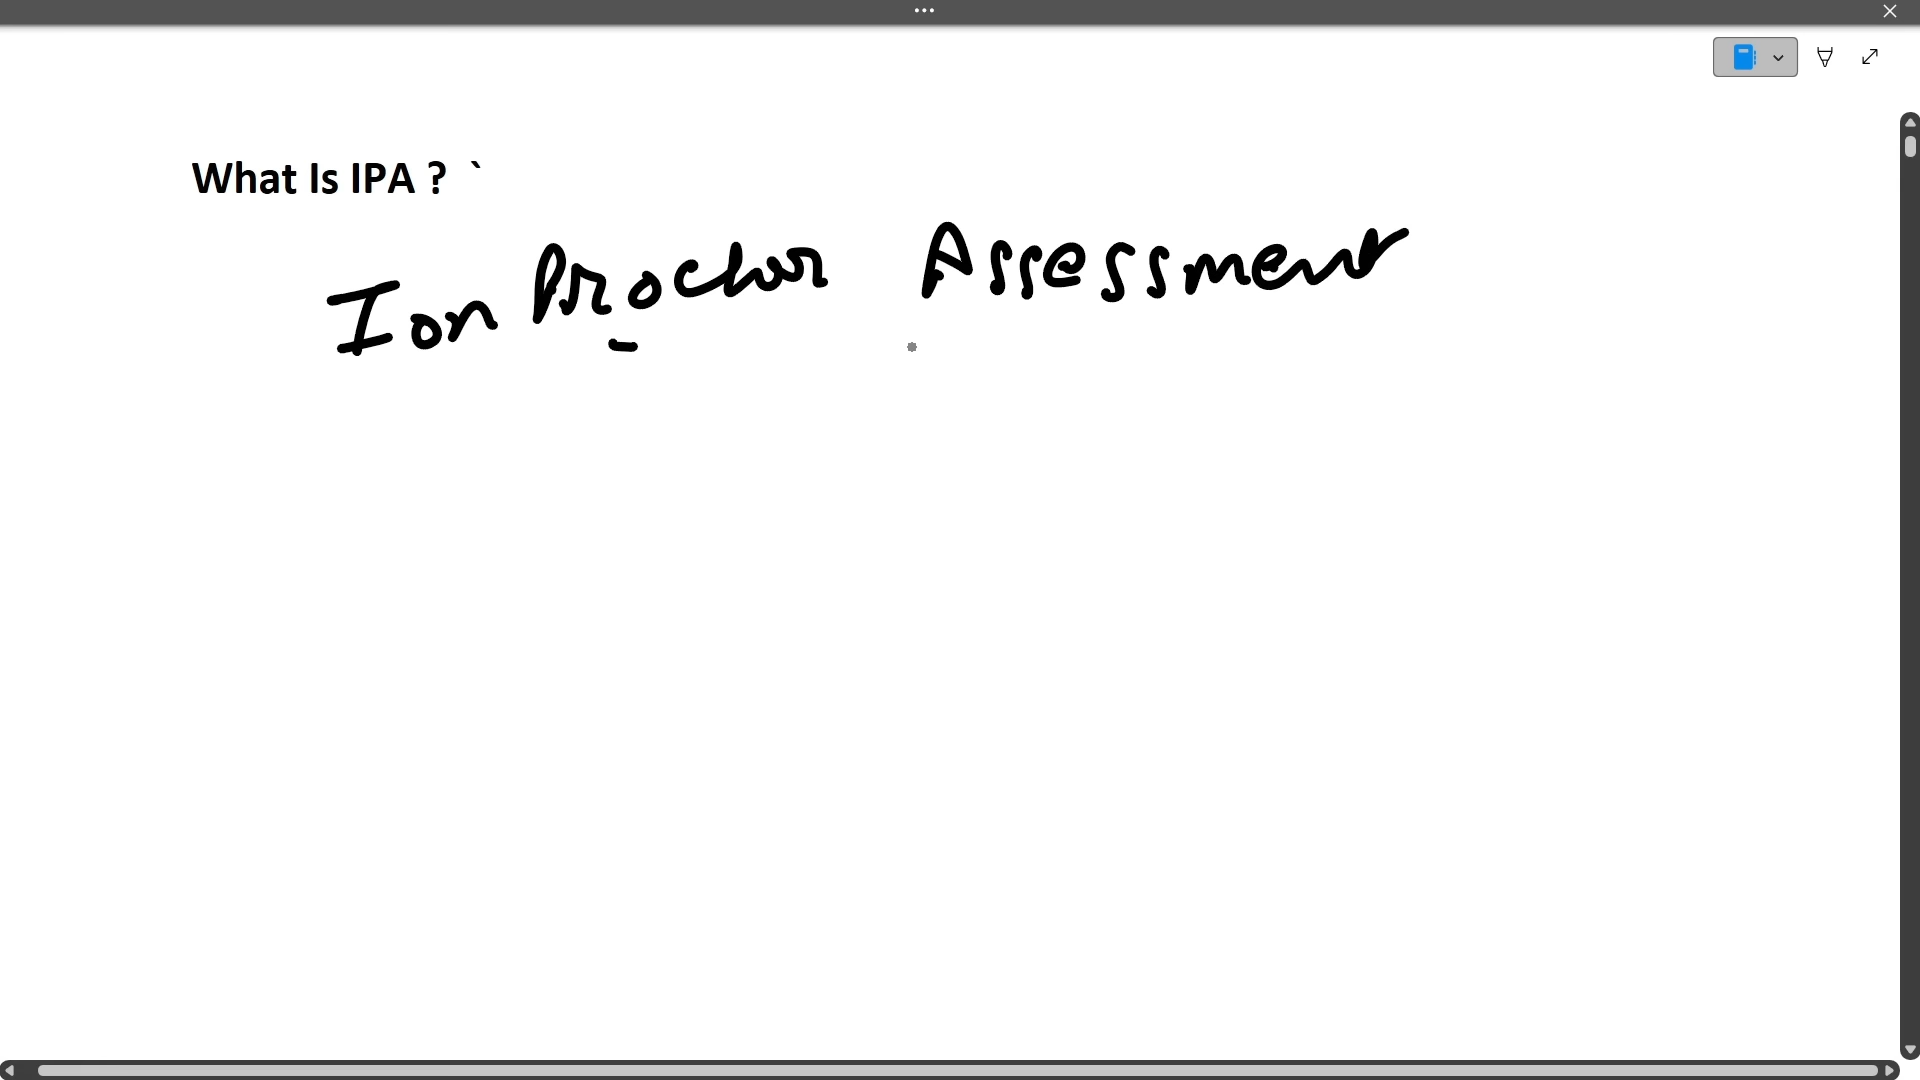 What Is IPA ? `
Ion Proctor Assessment